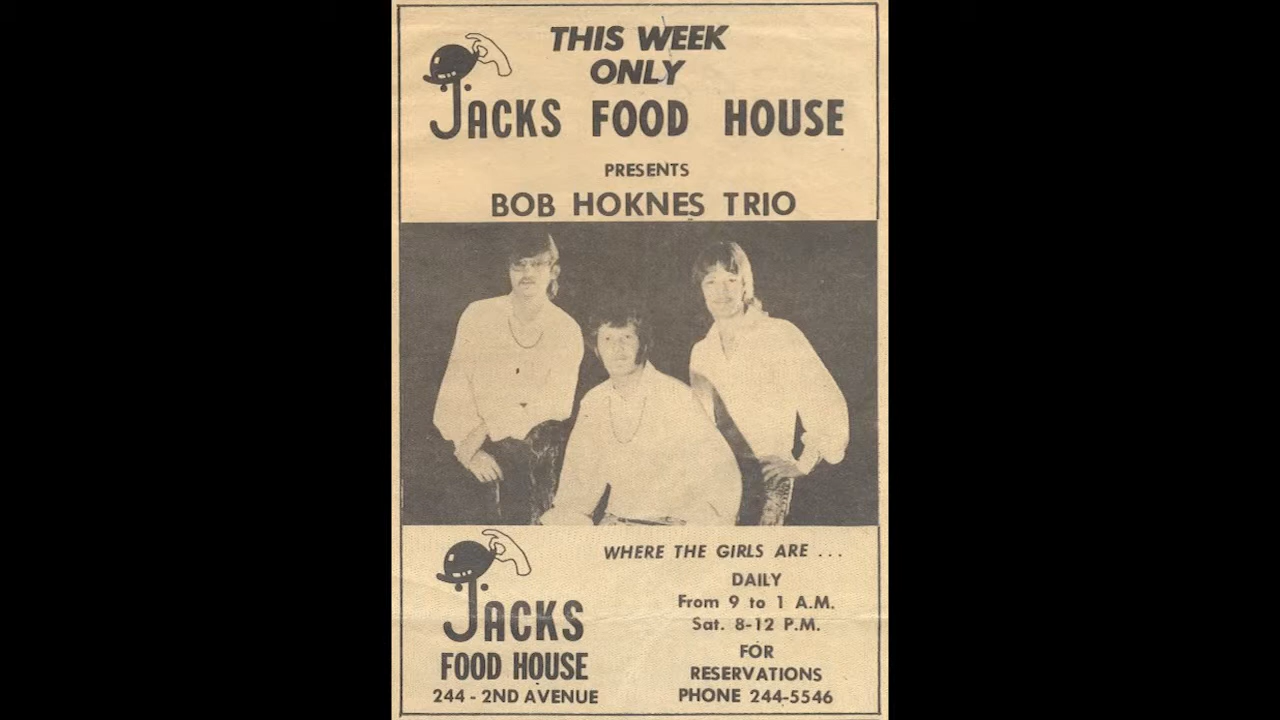 THIS WEEK
ONLY
JACKS FOOD HOUSE
PRESENTS
BOB HOKNES TRIO
WHERE THE GIRLS ARE ...
DAILY
From 9 to 1 A.M.
Sat. 8-12 P.M.
FOR
RESERVATIONS
PHONE 244-5546
JACKS
FOOD HOUSE
244 - 2ND AVENUE